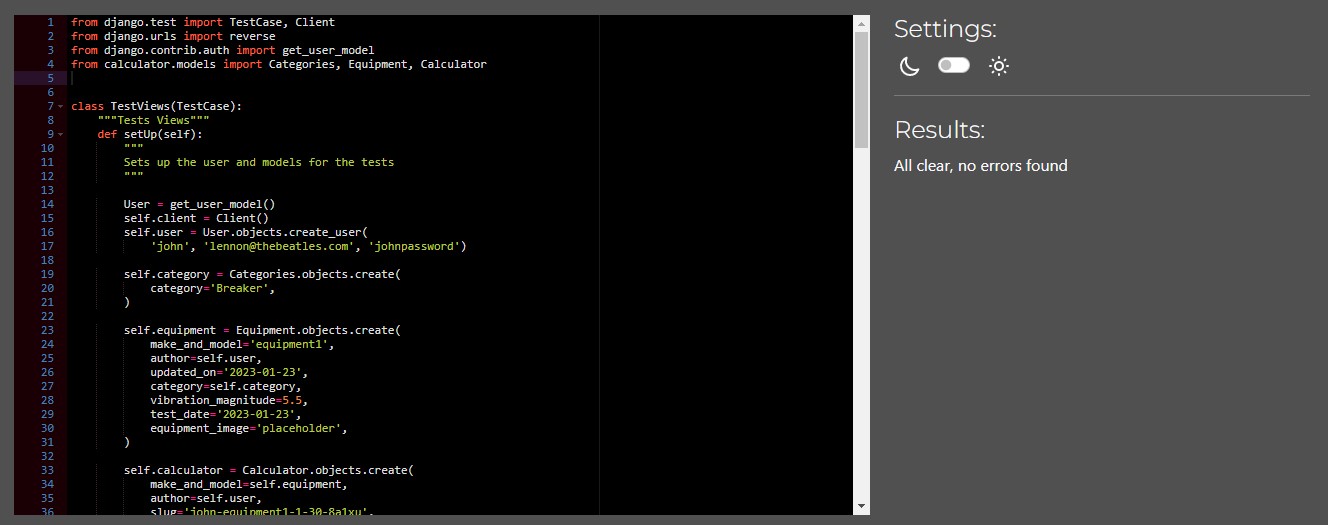 1 from django.test import TestCase, Client
2 from django.urls import reverse
3 from django.contrib.auth import get_user_model
4 from calculator.models import Categories, Equipment, Calculator
5
6
7 class TestViews(TestCase):
8     """Tests Views"""
9     def setUp(self):
10         """
11         Sets up the user and models for the tests
12         """
13
14         User = get_user_model()
15         self.client = Client()
16         self.user = User.objects.create_user(
17             'john', 'lennon@thebeatles.com', 'johnpassword')
18
19         self.category = Categories.objects.create(
20             category='Breaker',
21         )
22
23         self.equipment = Equipment.objects.create(
24             make_and_model='equipment1',
25             author=self.user,
26             updated_on='2023-01-23',
27             category=self.category,
28             vibration_magnitude=5.5,
29             test_date='2023-01-23',
30             equipment_image='placeholder',
31         )
32
33         self.calculator = Calculator.objects.create(
34             make_and_model=self.equipment,
35             author=self.user,
36             slug='john-equipment1-1-30-8a1xu',
Settings:
Results:
All clear, no errors found